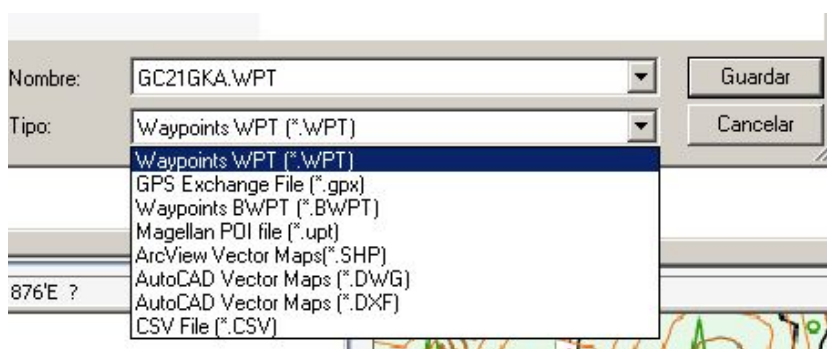 Nombre: GC21GKA.WPT Guardar
Tipo: Waypoints WPT (*.WPT) Cancelar
Waypoints WPT (*.WPT)
GPS Exchange File (*.gpx)
Waypoints BWPT (*.BWPT)
Magellan POI file (*.upt)
ArcView Vector Maps(*.SHP)
AutoCAD Vector Maps (*.DWG)
876'E ?
AutoCAD Vector Maps (*.DXF)
CSV File (*.CSV)